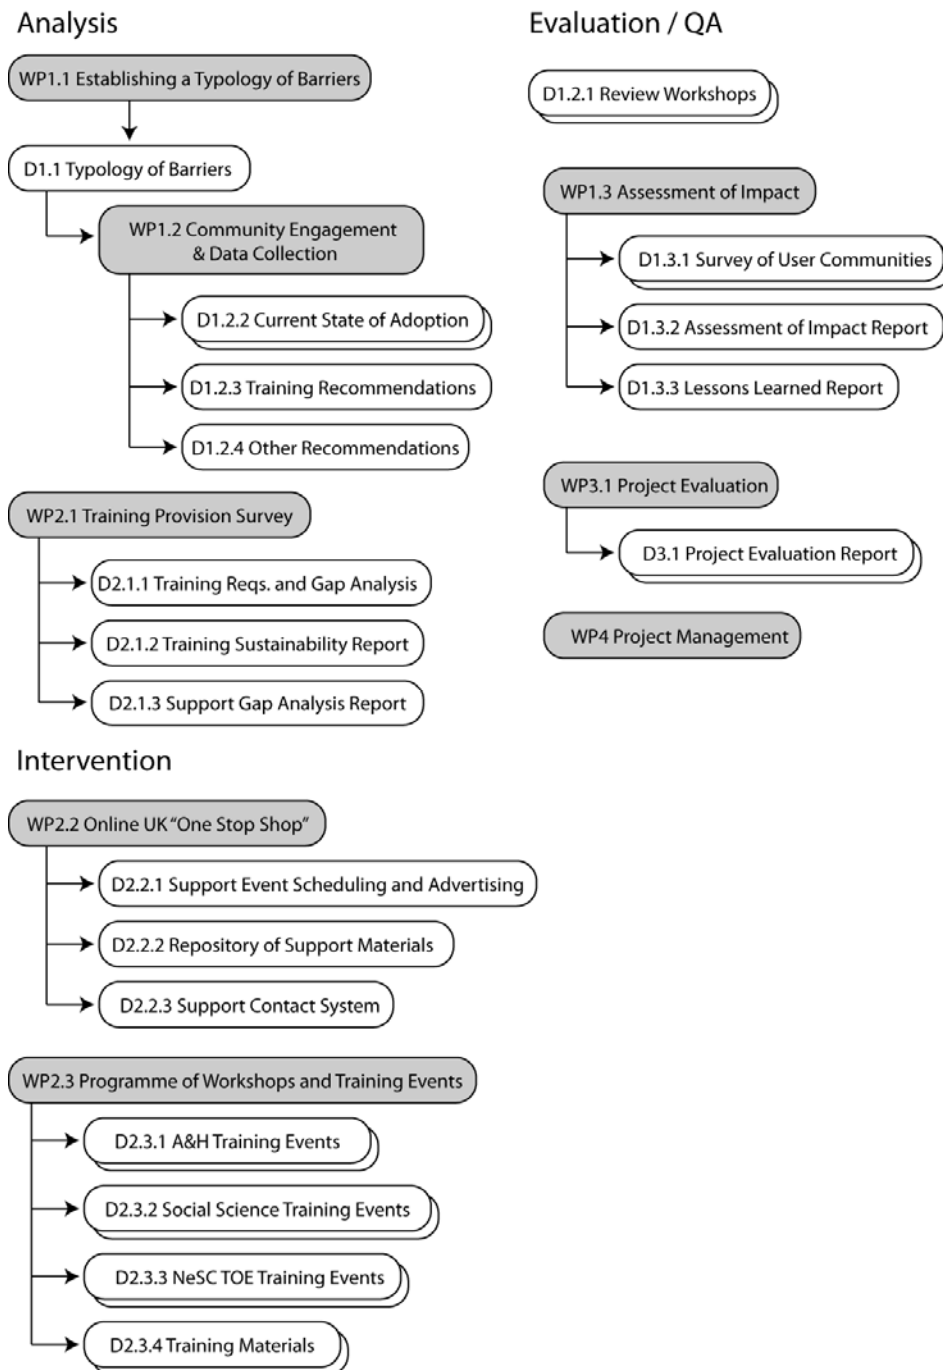 Analysis
WP1.1 Establishing a Typology of Barriers
D1.1 Typology of Barriers
WP1.2 Community Engagement
& Data Collection
D1.2.2 Current State of Adoption
D1.2.3 Training Recommendations
D1.2.4 Other Recommendations
WP2.1 Training Provision Survey
D2.1.1 Training Reqs. and Gap Analysis
D2.1.2 Training Sustainability Report
D2.1.3 Support Gap Analysis Report
Intervention
WP2.2 Online UK “One Stop Shop”
D2.2.1 Support Event Scheduling and Advertising
D2.2.2 Repository of Support Materials
D2.2.3 Support Contact System
WP2.3 Programme of Workshops and Training Events
D2.3.1 A&H Training Events
D2.3.2 Social Science Training Events
D2.3.3 NeSC TOE Training Events
D2.3.4 Training Materials
Evaluation / QA
D1.2.1 Review Workshops
WP1.3 Assessment of Impact
D1.3.1 Survey of User Communities
D1.3.2 Assessment of Impact Report
D1.3.3 Lessons Learned Report
WP3.1 Project Evaluation
D3.1 Project Evaluation Report
WP4 Project Management